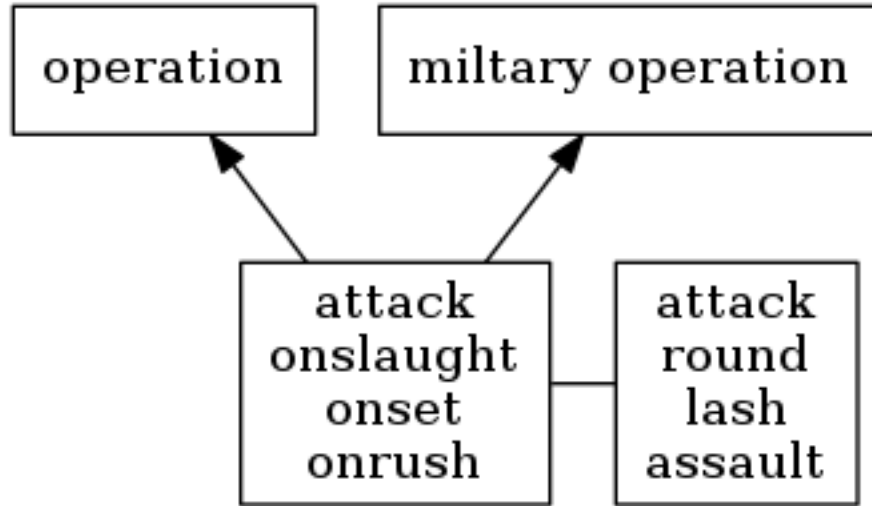 operation
miltary operation
attack
onslaught
onset
onrush
attack
round
lash
assault